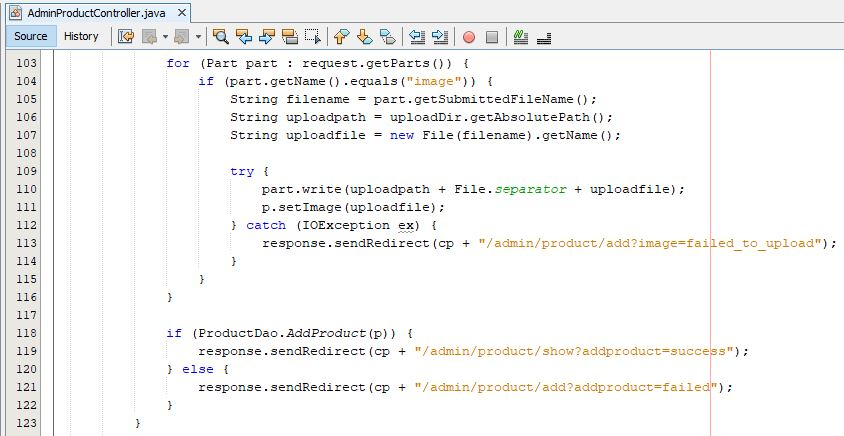 AdminProductController.java
Source History
103 for (Part part : request.getParts()) {
104 if (part.getName().equals("image")) {
105 String filename = part.getSubmittedFileName();
106 String uploadpath = uploadDir.getAbsolutePath();
107 String uploadfile = new File(filename).getName();
108
109 try {
110 part.write(uploadpath + File.separator + uploadfile);
111 p.setImage(uploadfile);
112 } catch (IOException ex) {
113 response.sendRedirect(cp + "/admin/product/add?image=failed_to_upload");
114 }
115 }
116 }
117
118 if (ProductDao.AddProduct(p)) {
119 response.sendRedirect(cp + "/admin/product/show?addproduct=success");
120 } else {
121 response.sendRedirect(cp + "/admin/product/add?addproduct=failed");
122 }
123 }